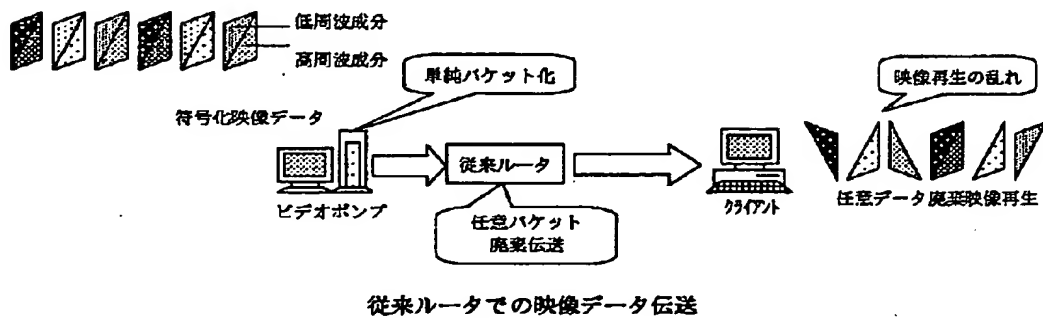 低周波成分
高周波成分
単純パケット化
映像再生の乱れ
符号化映像データ
従来ルータ
ビデオポンプ
クライアント
任意データ廃棄映像再生
任意パケット
廃棄伝送
従来ルータでの映像データ伝送